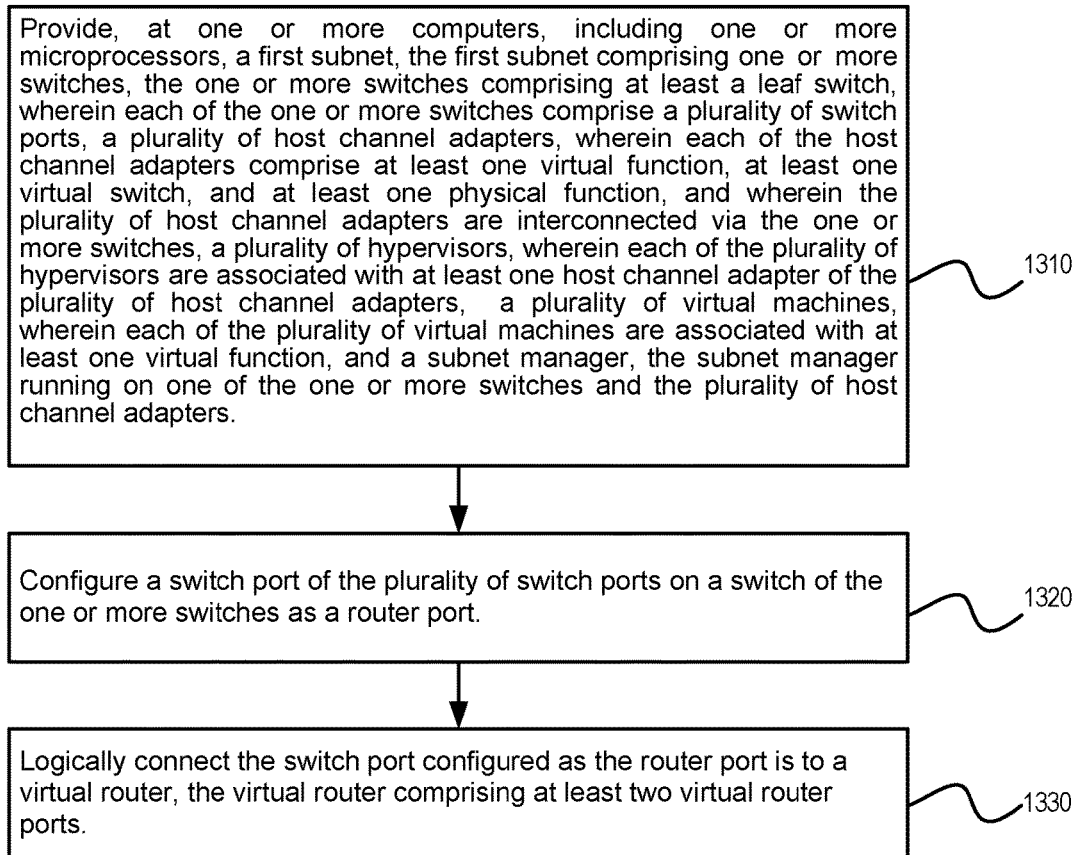 Provide, at one or more computers, including one or more
microprocessors, a first subnet, the first subnet comprising one or more
switches, the one or more switches comprising at least a leaf switch,
wherein each of the one or more switches comprise a plurality of switch
ports, a plurality of host channel adapters, wherein each of the host
channel adapters comprise at least one virtual function, at least one
virtual switch, and at least one physical function, and wherein the
plurality of host channel adapters are interconnected via the one or
more switches, a plurality of hypervisors, wherein each of the plurality of
hypervisors are associated with at least one host channel adapter of the
plurality of host channel adapters, a plurality of virtual machines,
wherein each of the plurality of virtual machines are associated with at
least one virtual function, and a subnet manager, the subnet manager
running on one of the one or more switches and the plurality of host
channel adapters.
1310
Configure a switch port of the plurality of switch ports on a switch of the
one or more switches as a router port.
1320
Logically connect the switch port configured as the router port is to a
virtual router, the virtual router comprising at least two virtual router
ports.
1330